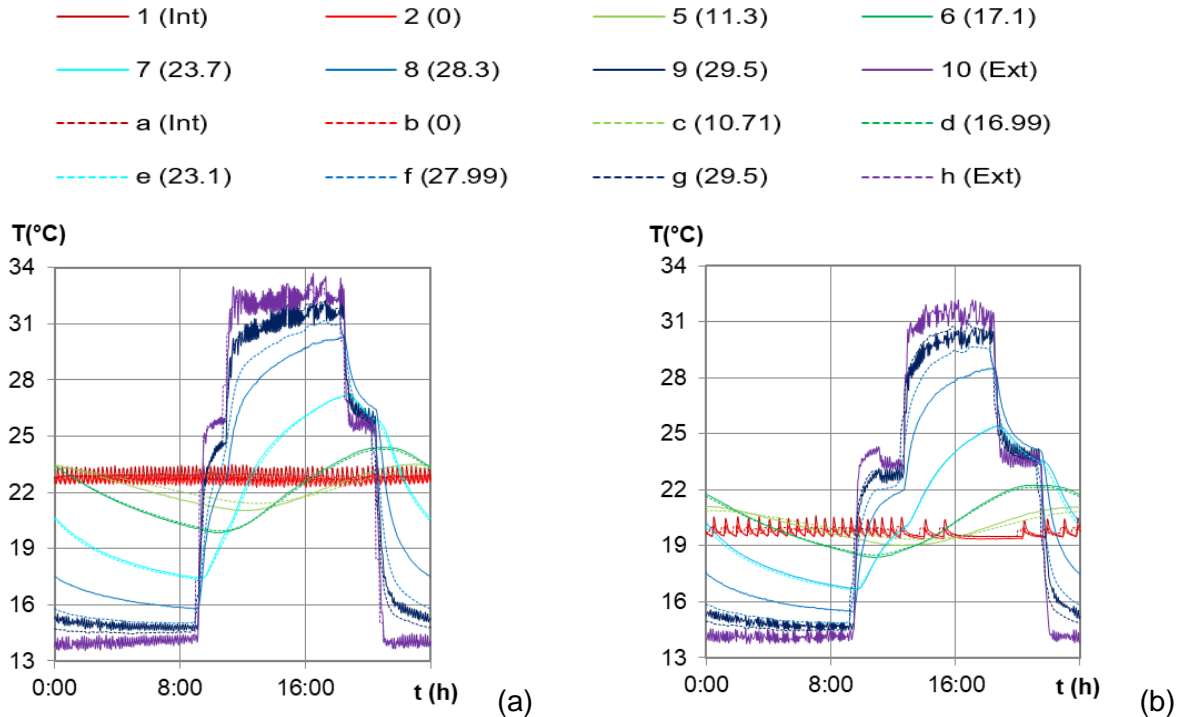 1 (Int) 2 (0) 5 (11.3) 6 (17.1)
7 (23.7) 8 (28.3) 9 (29.5) 10 (Ext)
a (Int) b (0) c (10.71) d (16.99)
e (23.1) f (27.99) g (29.5) h (Ext)
T(°C)
34
31
28
25
22
19
16
13
0:00 8:00 16:00 t (h)
(a)
T(°C)
34
31
28
25
22
19
16
13
0:00 8:00 16:00 t (h)
(b)